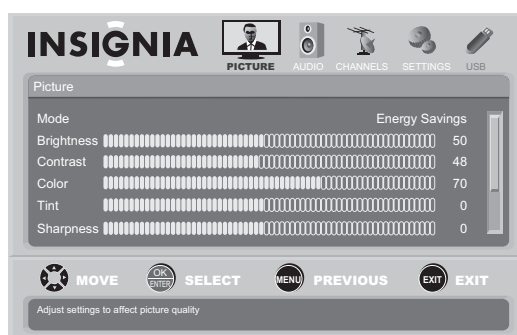 INSIGNIA
PICTURE AUDIO CHANNELS SETTINGS USB
Picture
Mode Energy Savings
Brightness 50
Contrast 48
Color 70
Tint 0
Sharpness 0
MOVE OK ENTER SELECT MENU PREVIOUS EXIT EXIT
Adjust settings to affect picture quality